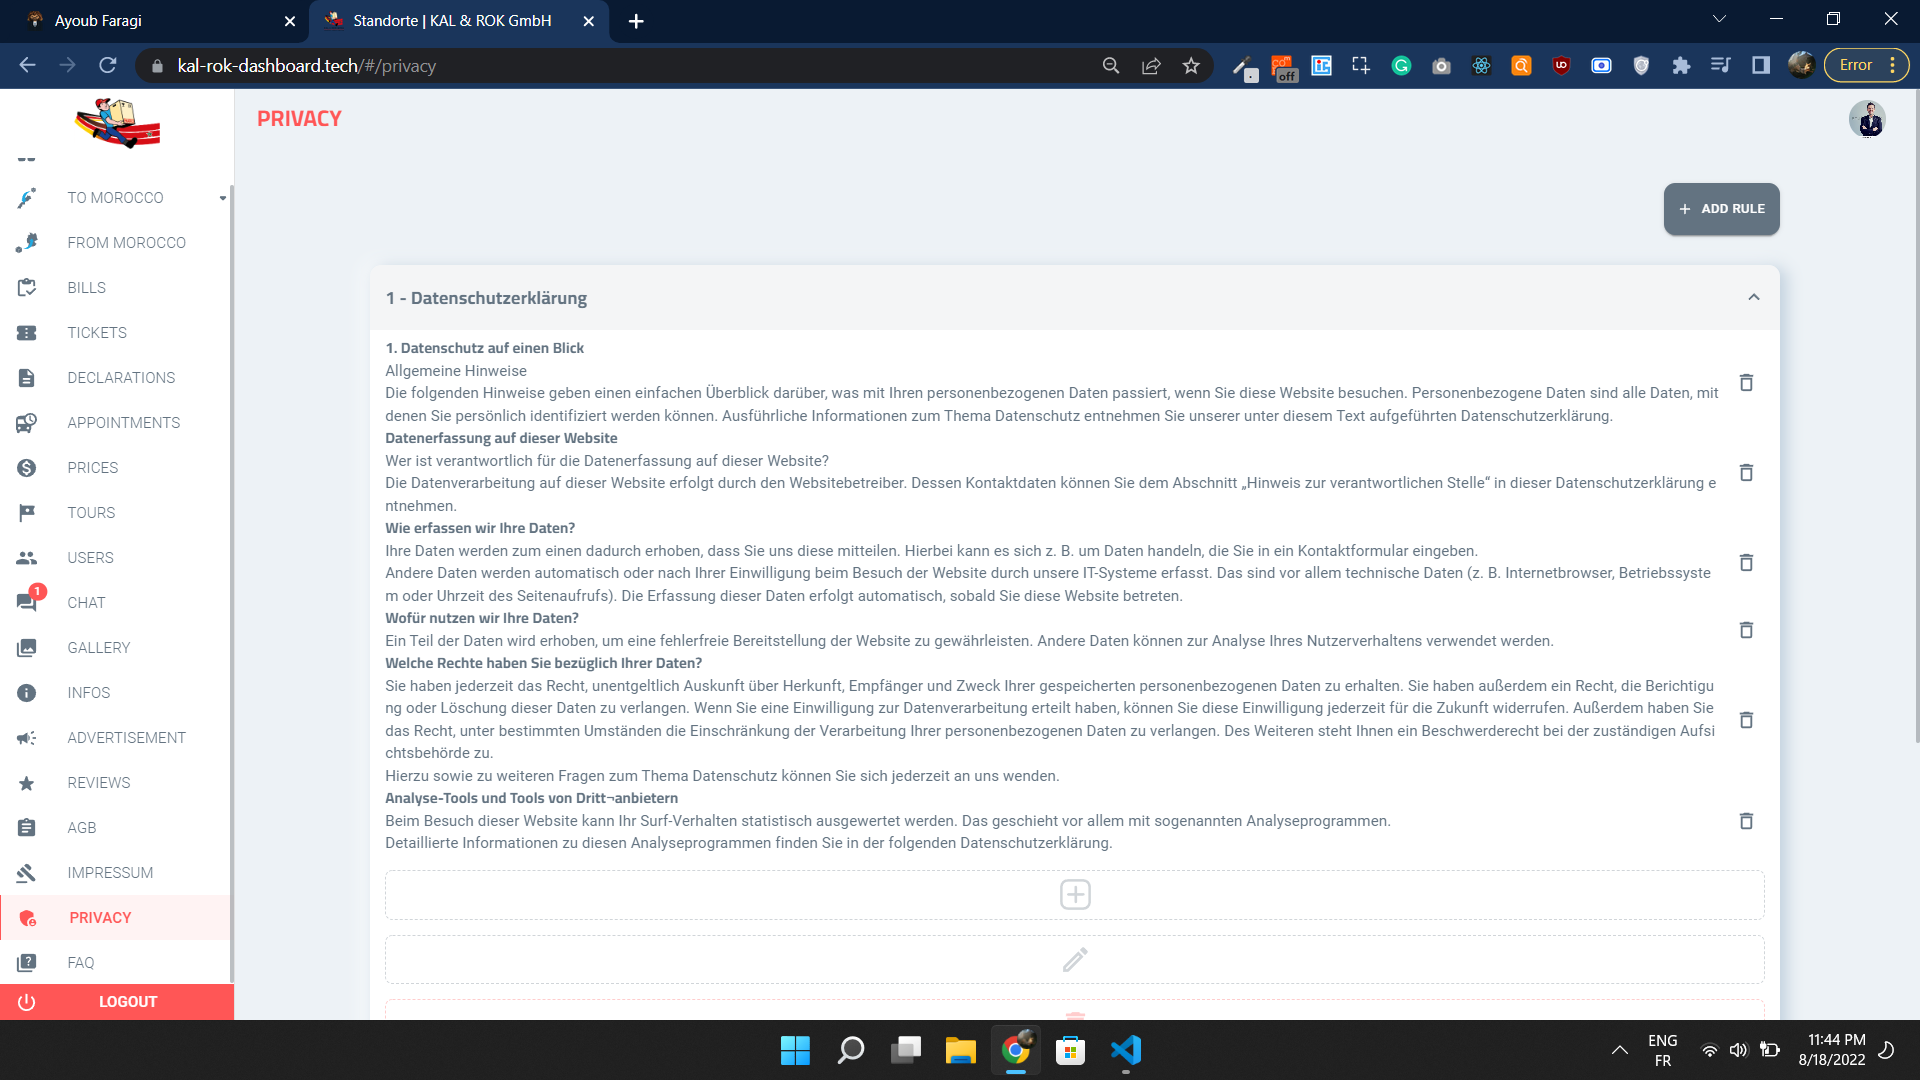 Ayoub Faragi
Standorte | KAL & ROK GmbH
kal-rok-dashboard.tech/#/privacy
off
Error
PRIVACY
TO MOROCCO
FROM MOROCCO
BILLS
TICKETS
DECLARATIONS
APPOINTMENTS
PRICES
TOURS
USERS
1
CHAT
GALLERY
INFOS
ADVERTISEMENT
REVIEWS
AGB
IMPRESSUM
PRIVACY
FAQ
LOGOUT
ADD RULE
1 - Datenschutzerklärung
1. Datenschutz auf einen Blick
Allgemeine Hinweise
Die folgenden Hinweise geben einen einfachen Überblick darüber, was mit Ihren personenbezogenen Daten passiert, wenn Sie diese Website besuchen. Personenbezogene Daten sind alle Daten, mit
denen Sie persönlich identifiziert werden können. Ausführliche Informationen zum Thema Datenschutz entnehmen Sie unserer unter diesem Text aufgeführten Datenschutzerklärung.
Datenerfassung auf dieser Website
Wer ist verantwortlich für die Datenerfassung auf dieser Website?
Die Datenverarbeitung auf dieser Website erfolgt durch den Websitebetreiber. Dessen Kontaktdaten können Sie dem Abschnitt „Hinweis zur verantwortlichen Stelle“ in dieser Datenschutzerklärung e
ntnehmen.
Wie erfassen wir Ihre Daten?
Ihre Daten werden zum einen dadurch erhoben, dass Sie uns diese mitteilen. Hierbei kann es sich z. B. um Daten handeln, die Sie in ein Kontaktformular eingeben.
Andere Daten werden automatisch oder nach Ihrer Einwilligung beim Besuch der Website durch unsere IT-Systeme erfasst. Das sind vor allem technische Daten (z. B. Internetbrowser, Betriebssyste
m oder Uhrzeit des Seitenaufrufs). Die Erfassung dieser Daten erfolgt automatisch, sobald Sie diese Website betreten.
Wofür nutzen wir Ihre Daten?
Ein Teil der Daten wird erhoben, um eine fehlerfreie Bereitstellung der Website zu gewährleisten. Andere Daten können zur Analyse Ihres Nutzerverhaltens verwendet werden.
Welche Rechte haben Sie bezüglich Ihrer Daten?
Sie haben jederzeit das Recht, unentgeltlich Auskunft über Herkunft, Empfänger und Zweck Ihrer gespeicherten personenbezogenen Daten zu erhalten. Sie haben außerdem ein Recht, die Berichtigu
ng oder Löschung dieser Daten zu verlangen. Wenn Sie eine Einwilligung zur Datenverarbeitung erteilt haben, können Sie diese Einwilligung jederzeit für die Zukunft widerrufen. Außerdem haben Sie
das Recht, unter bestimmten Umständen die Einschränkung der Verarbeitung Ihrer personenbezogenen Daten zu verlangen. Des Weiteren steht Ihnen ein Beschwerderecht bei der zuständigen Aufsi
chtsbehörde zu.
Hierzu sowie zu weiteren Fragen zum Thema Datenschutz können Sie sich jederzeit an uns wenden.
Analyse-Tools und Tools von Dritt¬anbietern
Beim Besuch dieser Website kann Ihr Surf-Verhalten statistisch ausgewertet werden. Das geschieht vor allem mit sogenannten Analyseprogrammen.
Detaillierte Informationen zu diesen Analyseprogrammen finden Sie in der folgenden Datenschutzerklärung.
ENG
FR
11:44 PM
8/18/2022